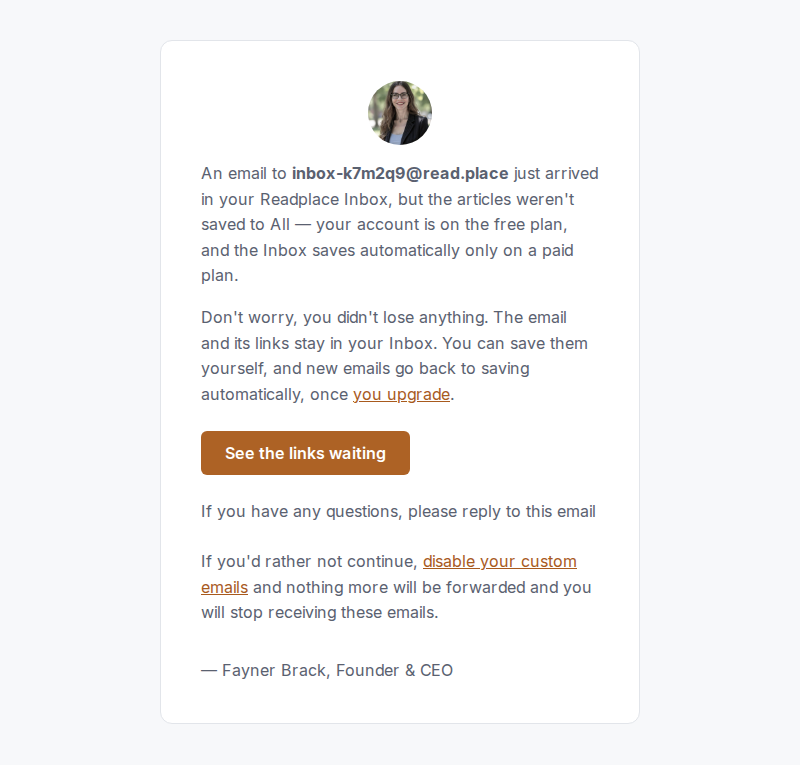 An email to inbox-k7m2q9@read.place just arrived
in your Readplace Inbox, but the articles weren't
saved to All — your account is on the free plan,
and the Inbox saves automatically only on a paid
plan.
Don't worry, you didn't lose anything. The email
and its links stay in your Inbox. You can save them
yourself, and new emails go back to saving
automatically, once you upgrade.
See the links waiting
If you have any questions, please reply to this email
If you'd rather not continue, disable your custom
emails and nothing more will be forwarded and you
will stop receiving these emails.
— Fayner Brack, Founder & CEO